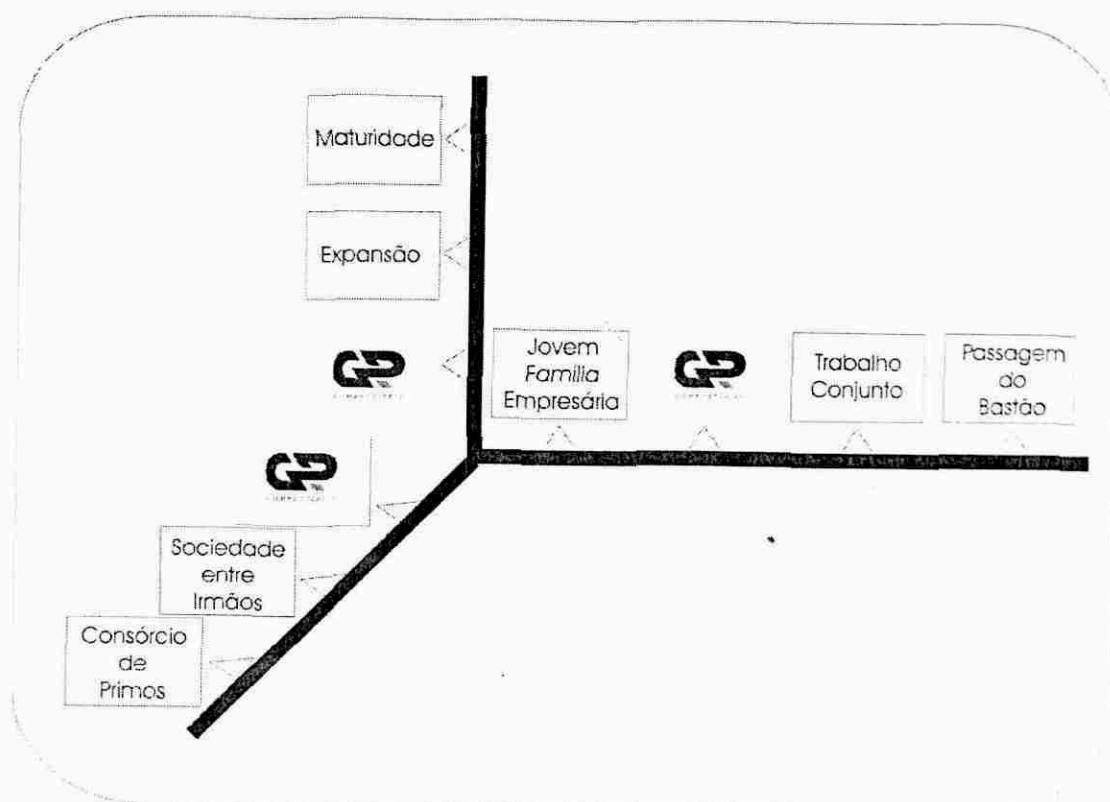 Maturidade
Expansão
Jovem
Família
Empresária
Trabalho
Conjunto
Passagem
do
Bastão
Sociedade
entre
Irmãos
Consórcio
de
Primos